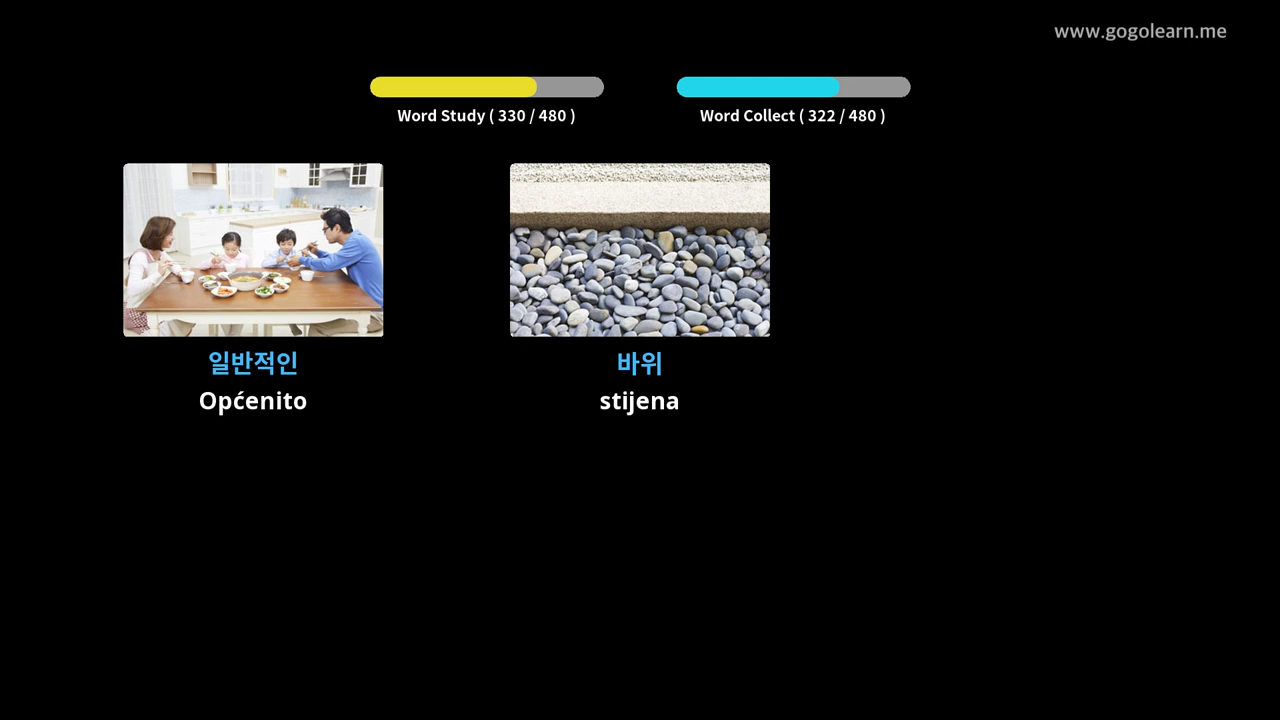 www.gogolearn.me
Word Study ( 330 / 480 )
Word Collect ( 322 / 480 )
일반적인
Općenito
바위
stijena